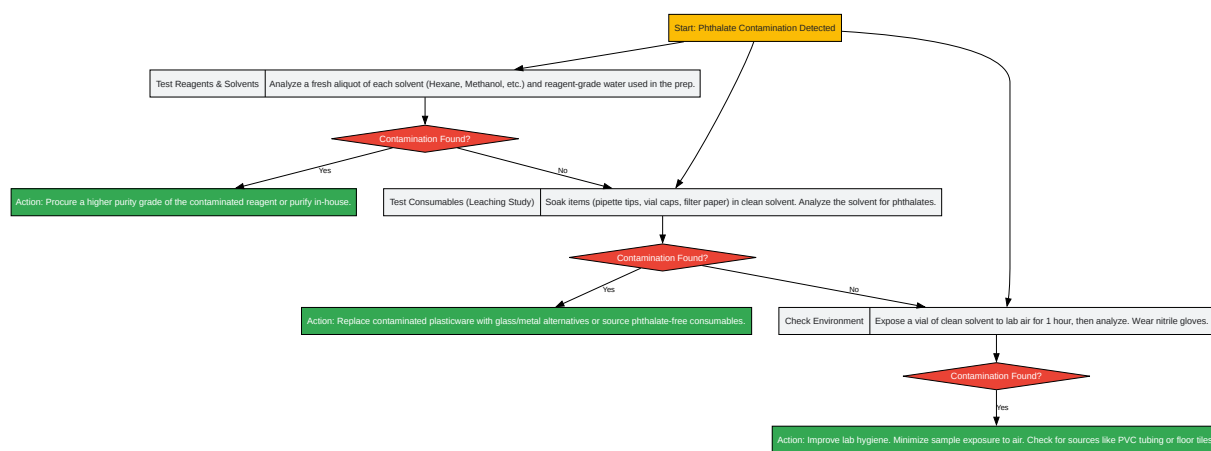 Start: Phthalate Contamination Detected
Test Reagents & Solvents
Analyze a fresh aliquot of each solvent (Hexane, Methanol, etc.) and reagent-grade water used in the prep.
Contamination Found?
Yes
No
Action: Procure a higher purity grade of the contaminated reagent or purify in-house.
Test Consumables (Leaching Study)
Soak items (pipette tips, vial caps, filter paper) in clean solvent. Analyze the solvent for phthalates.
Contamination Found?
Yes
No
Action: Replace contaminated plasticware with glass/metal alternatives or source phthalate-free consumables.
Check Environment
Expose a vial of clean solvent to lab air for 1 hour, then analyze. Wear nitrile gloves.
Contamination Found?
Yes
Action: Improve lab hygiene. Minimize sample exposure to air. Check for sources like PVC tubing or floor tiles